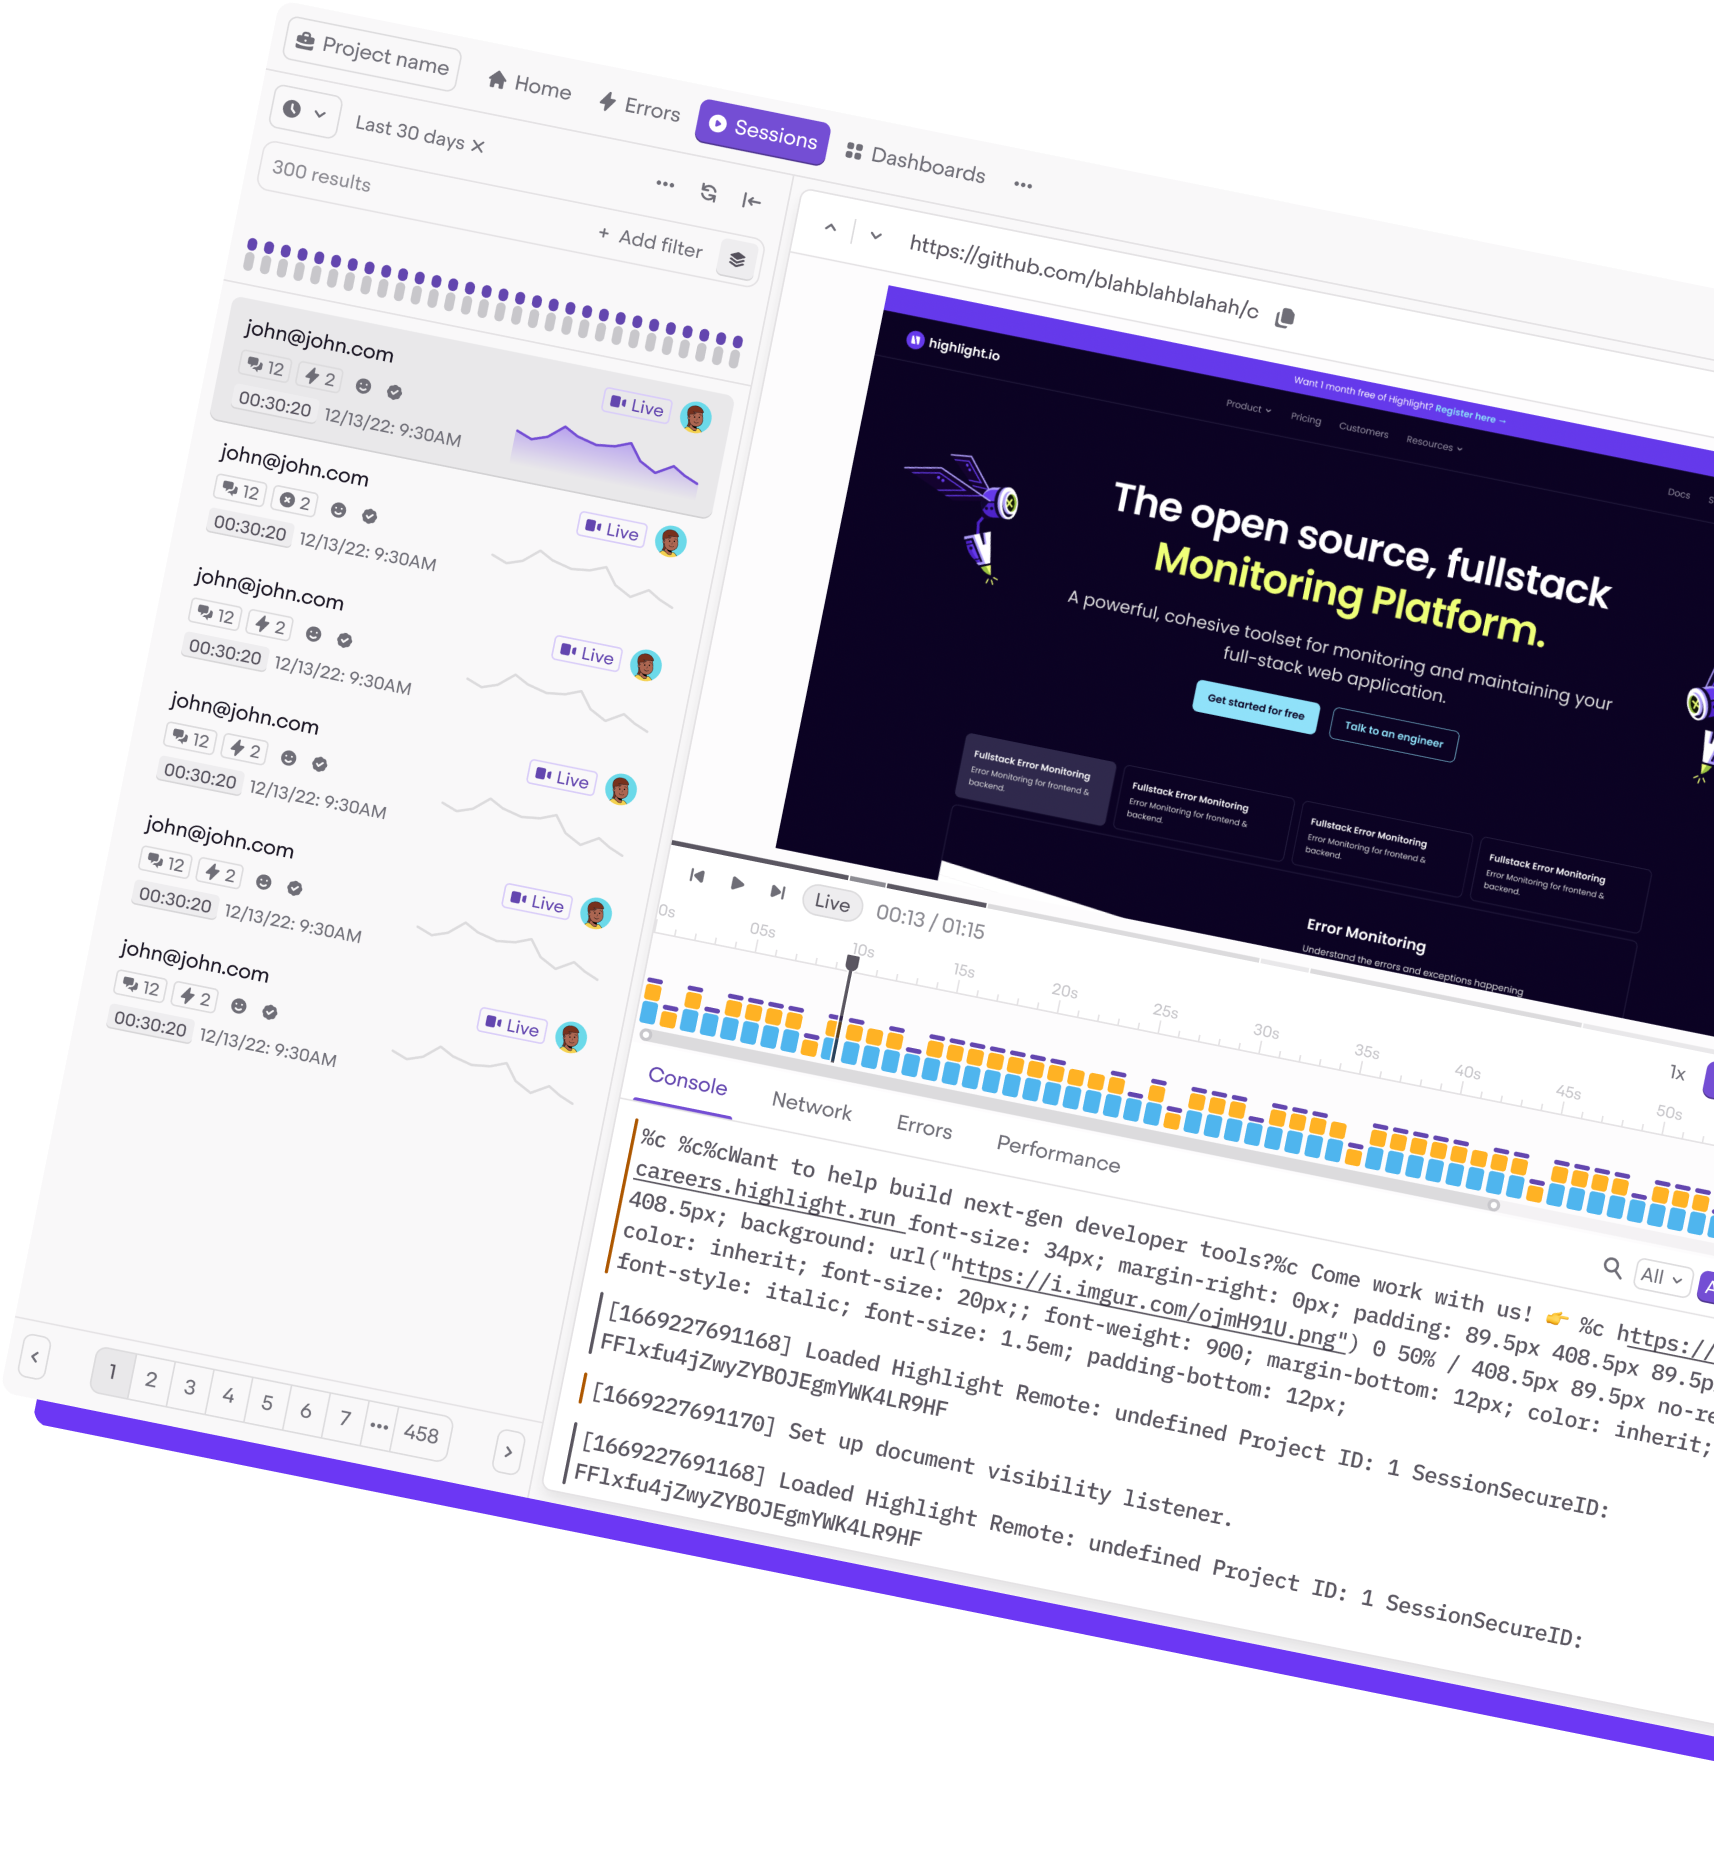 Project name
Home
Errors
Sessions
Dashboards
Last 30 days
300 results
+ Add filter
john@john.com
12
2
00:30:20
12/13/22: 9:30AM
Live
john@john.com
12
2
00:30:20
12/13/22: 9:30AM
Live
john@john.com
12
2
00:30:20
12/13/22: 9:30AM
Live
john@john.com
12
2
00:30:20
12/13/22: 9:30AM
Live
john@john.com
12
2
00:30:20
12/13/22: 9:30AM
Live
john@john.com
12
2
00:30:20
12/13/22: 9:30AM
Live
1 2 3 4 5 6 7 ••• 458
https://github.com/blahblahblahah/c
Want 1 month free of Highlight? Register here →
highlight.io
Product
Pricing
Customers
Resources
Docs
The open source, fullstack
Monitoring Platform.
A powerful, cohesive toolset for monitoring and maintaining your
full-stack web application.
Get started for free
Talk to an engineer
Fullstack Error Monitoring
Error Monitoring for frontend &
backend.
Fullstack Error Monitoring
Error Monitoring for frontend &
backend.
Fullstack Error Monitoring
Error Monitoring for frontend &
backend.
Fullstack Error Monitoring
Error Monitoring for frontend &
backend.
Error Monitoring
Understand the errors and exceptions happening
Live
00:13 / 01:15
1x
0s 05s 10s 15s 20s 25s 30s 35s 40s 45s 50s
Console
Network
Errors
Performance
All
%c %c%cWant to help build next-gen developer tools?%c Come work with us! 👉 %c https://
careers.highlight.run font-size: 34px; margin-right: 0px; padding: 89.5px 408.5px 89.5p
408.5px; background: url("https://i.imgur.com/ojmH91U.png") 0 50% / 408.5px 89.5px no-re
color: inherit; font-size: 20px;; font-weight: 900; margin-bottom: 12px; color: inherit;
font-style: italic; font-size: 1.5em; padding-bottom: 12px;
[1669227691168] Loaded Highlight Remote: undefined Project ID: 1 SessionSecureID:
FFlxfu4jZwyZYBOJEgmYWK4LR9HF
[1669227691170] Set up document visibility listener.
[1669227691168] Loaded Highlight Remote: undefined Project ID: 1 SessionSecureID:
FFlxfu4jZwyZYBOJEgmYWK4LR9HF